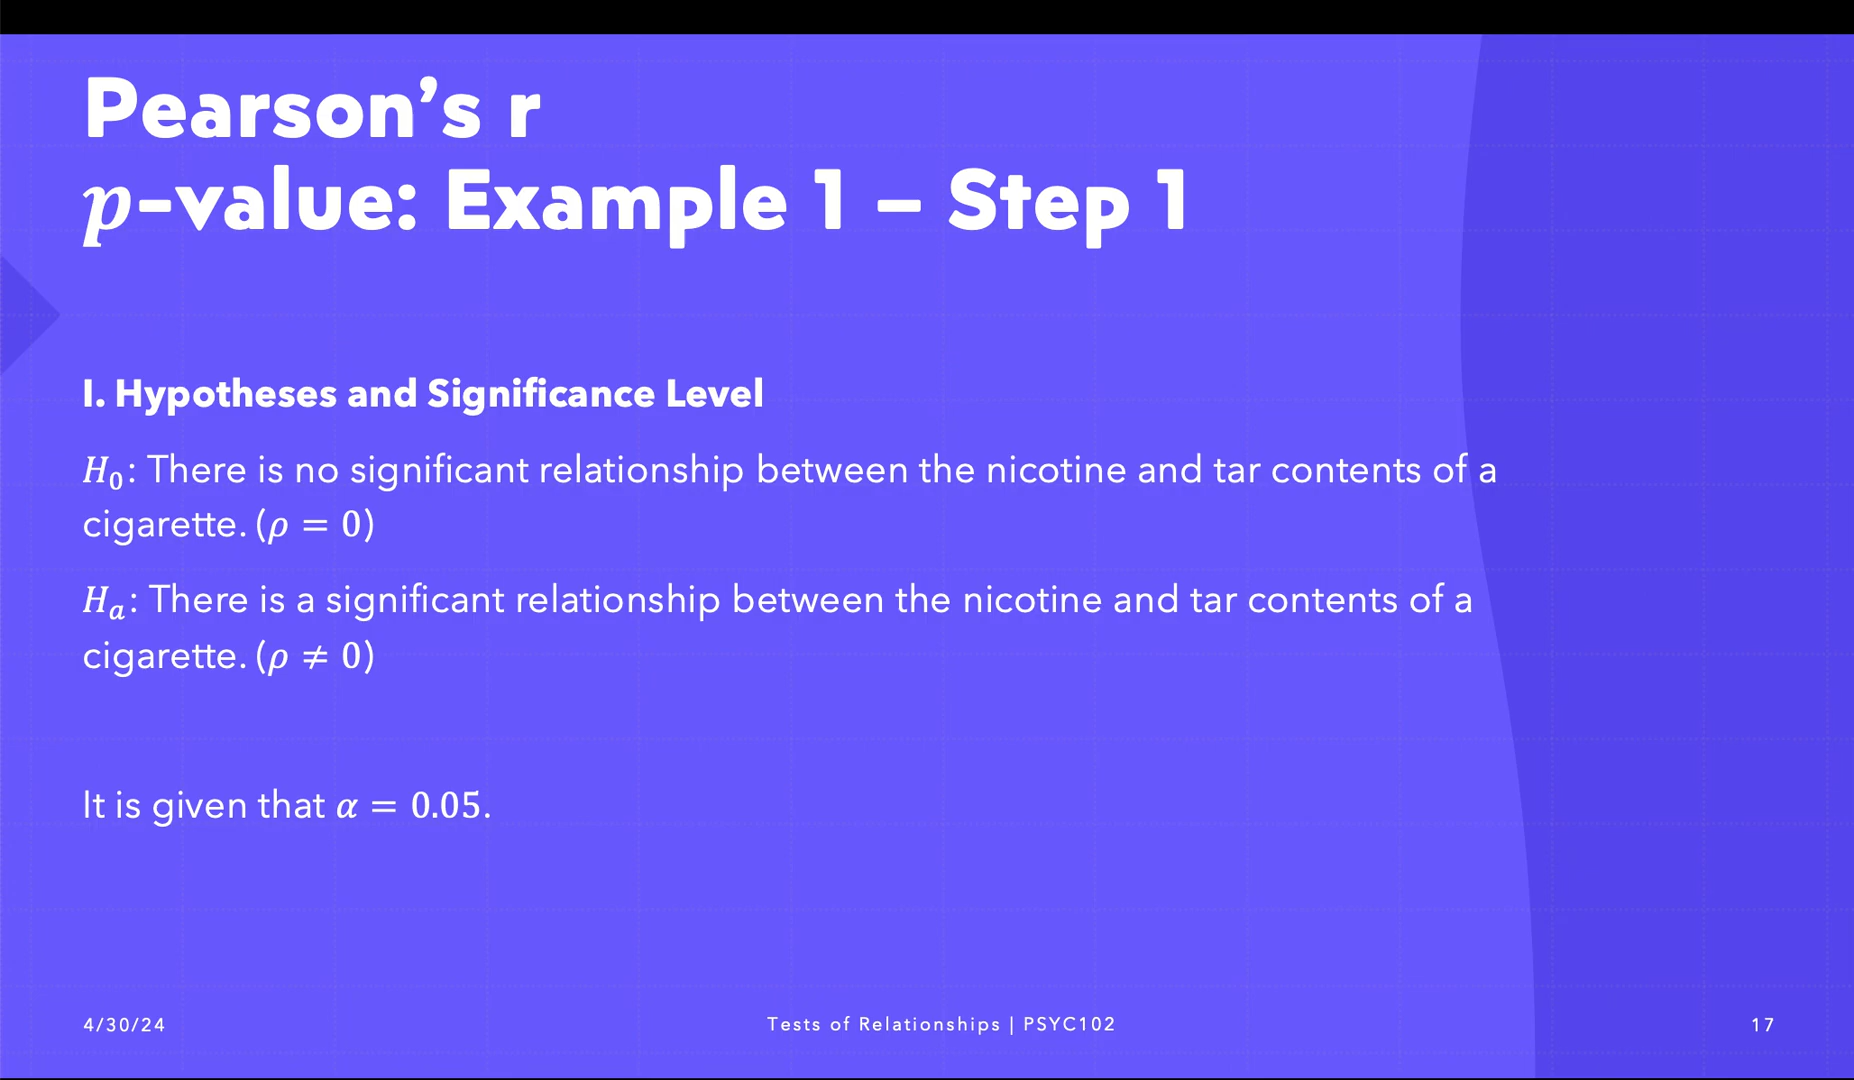 Pearson’s r
p-value: Example 1 – Step 1
I. Hypotheses and Significance Level
H₀: There is no significant relationship between the nicotine and tar contents of a
cigarette. (ρ = 0)
Hₐ: There is a significant relationship between the nicotine and tar contents of a
cigarette. (ρ ≠ 0)
It is given that α = 0.05.
4/30/24
Tests of Relationships | PSYC102
17